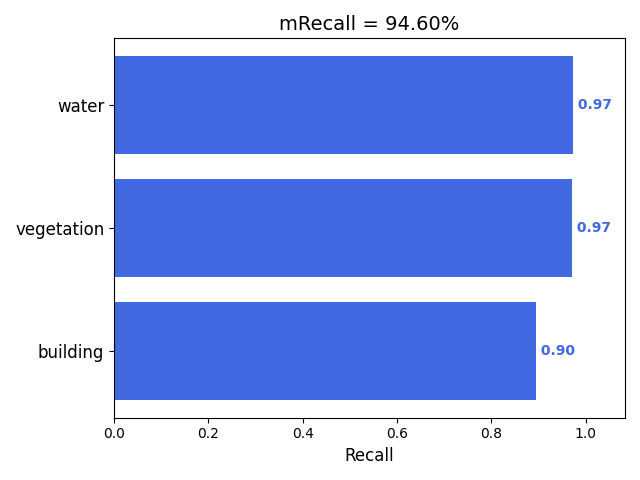 mRecall = 94.60%
water
0.97
vegetation
0.97
building
0.90
0.0 0.2 0.4 0.6 0.8 1.0
Recall